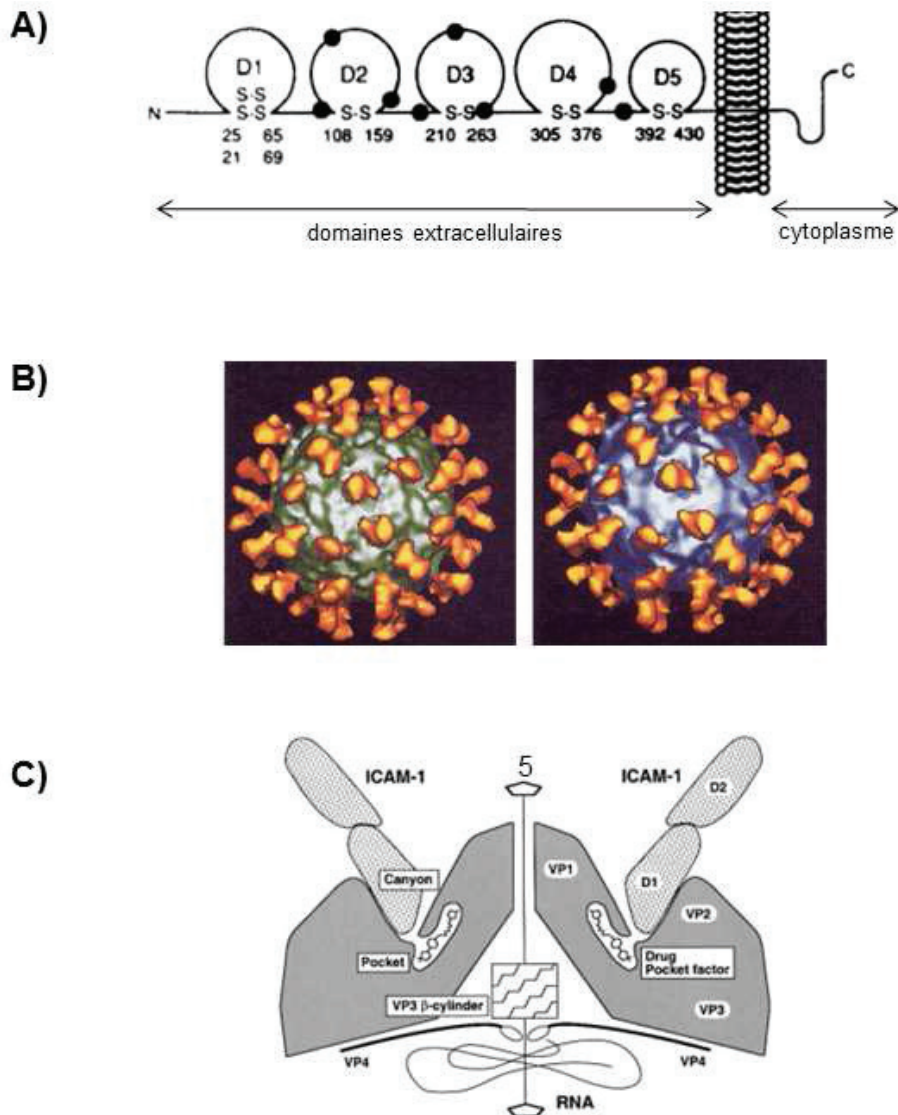 A)
D1 D2 D3 D4 D5 C
S-S
N S-S S-S S-S S-S S-S
25 65 108 159 210 263 305 376 392 430
21 69
domaines extracellulaires cytoplasme
B)
C)
5
ICAM-1 ICAM-1
D2
VP1
Canyon D1
VP2
Pocket Drug
Pocket factor
VP3 β-cylinder VP3
VP4 VP4
RNA